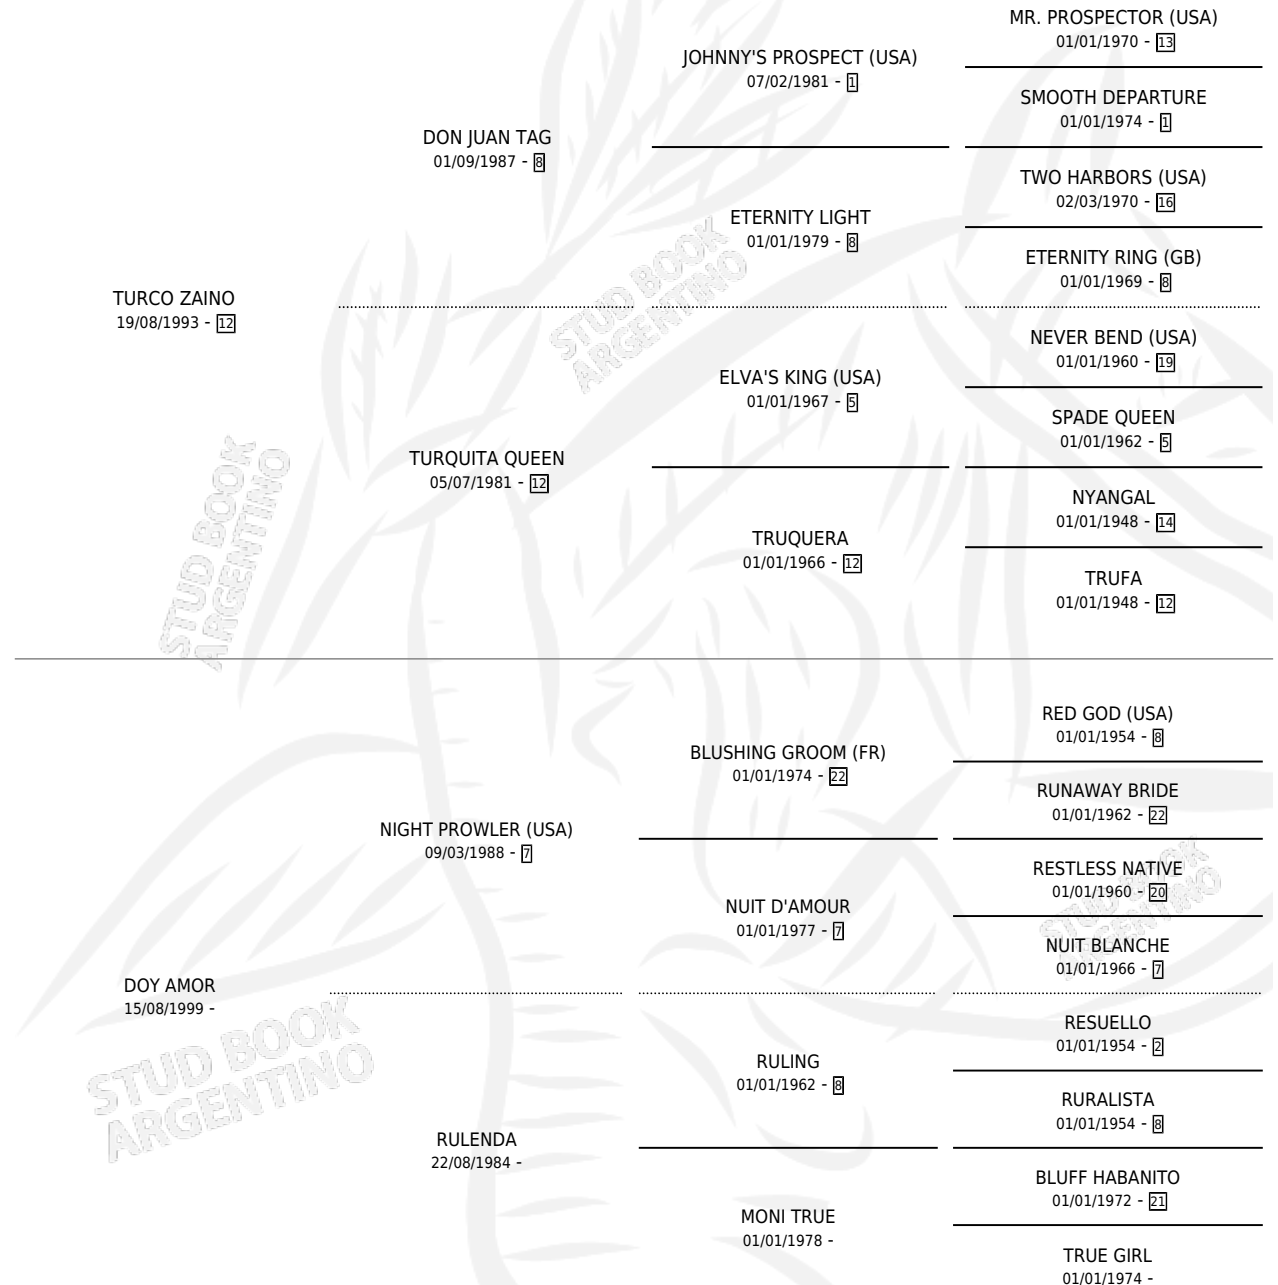 MR. PROSPECTOR (USA)
01/01/1970 - 13
JOHNNY'S PROSPECT (USA)
07/02/1981 - 1
SMOOTH DEPARTURE
01/01/1974 - 1
DON JUAN TAG
01/09/1987 - 8
TWO HARBORS (USA)
02/03/1970 - 16
ETERNITY LIGHT
01/01/1979 - 8
ETERNITY RING (GB)
01/01/1969 - 8
STUD BOOK
ARGENTINO
TURCO ZAINO
19/08/1993 - 12
NEVER BEND (USA)
01/01/1960 - 19
ELVA'S KING (USA)
01/01/1967 - 5
SPADE QUEEN
01/01/1962 - 5
TURQUITA QUEEN
05/07/1981 - 12
NYANGAL
01/01/1948 - 14
TRUQUERA
01/01/1966 - 12
TRUFA
01/01/1948 - 12
STUD BOOK
ARGENTINO
RED GOD (USA)
01/01/1954 - 8
BLUSHING GROOM (FR)
01/01/1974 - 22
RUNAWAY BRIDE
01/01/1962 - 22
NIGHT PROWLER (USA)
09/03/1988 - 7
RESTLESS NATIVE
01/01/1960 - 20
NUIT D'AMOUR
01/01/1977 - 7
STUD BOOK
ARGENTINO
NUIT BLANCHE
01/01/1966 - 7
DOY AMOR
15/08/1999 -
RESUELLO
01/01/1954 - 2
RULING
01/01/1962 - 8
RURALISTA
01/01/1954 - 8
STUD BOOK
ARGENTINO
RULENDA
22/08/1984 -
BLUFF HABANITO
01/01/1972 - 21
MONI TRUE
01/01/1978 -
TRUE GIRL
01/01/1974 -